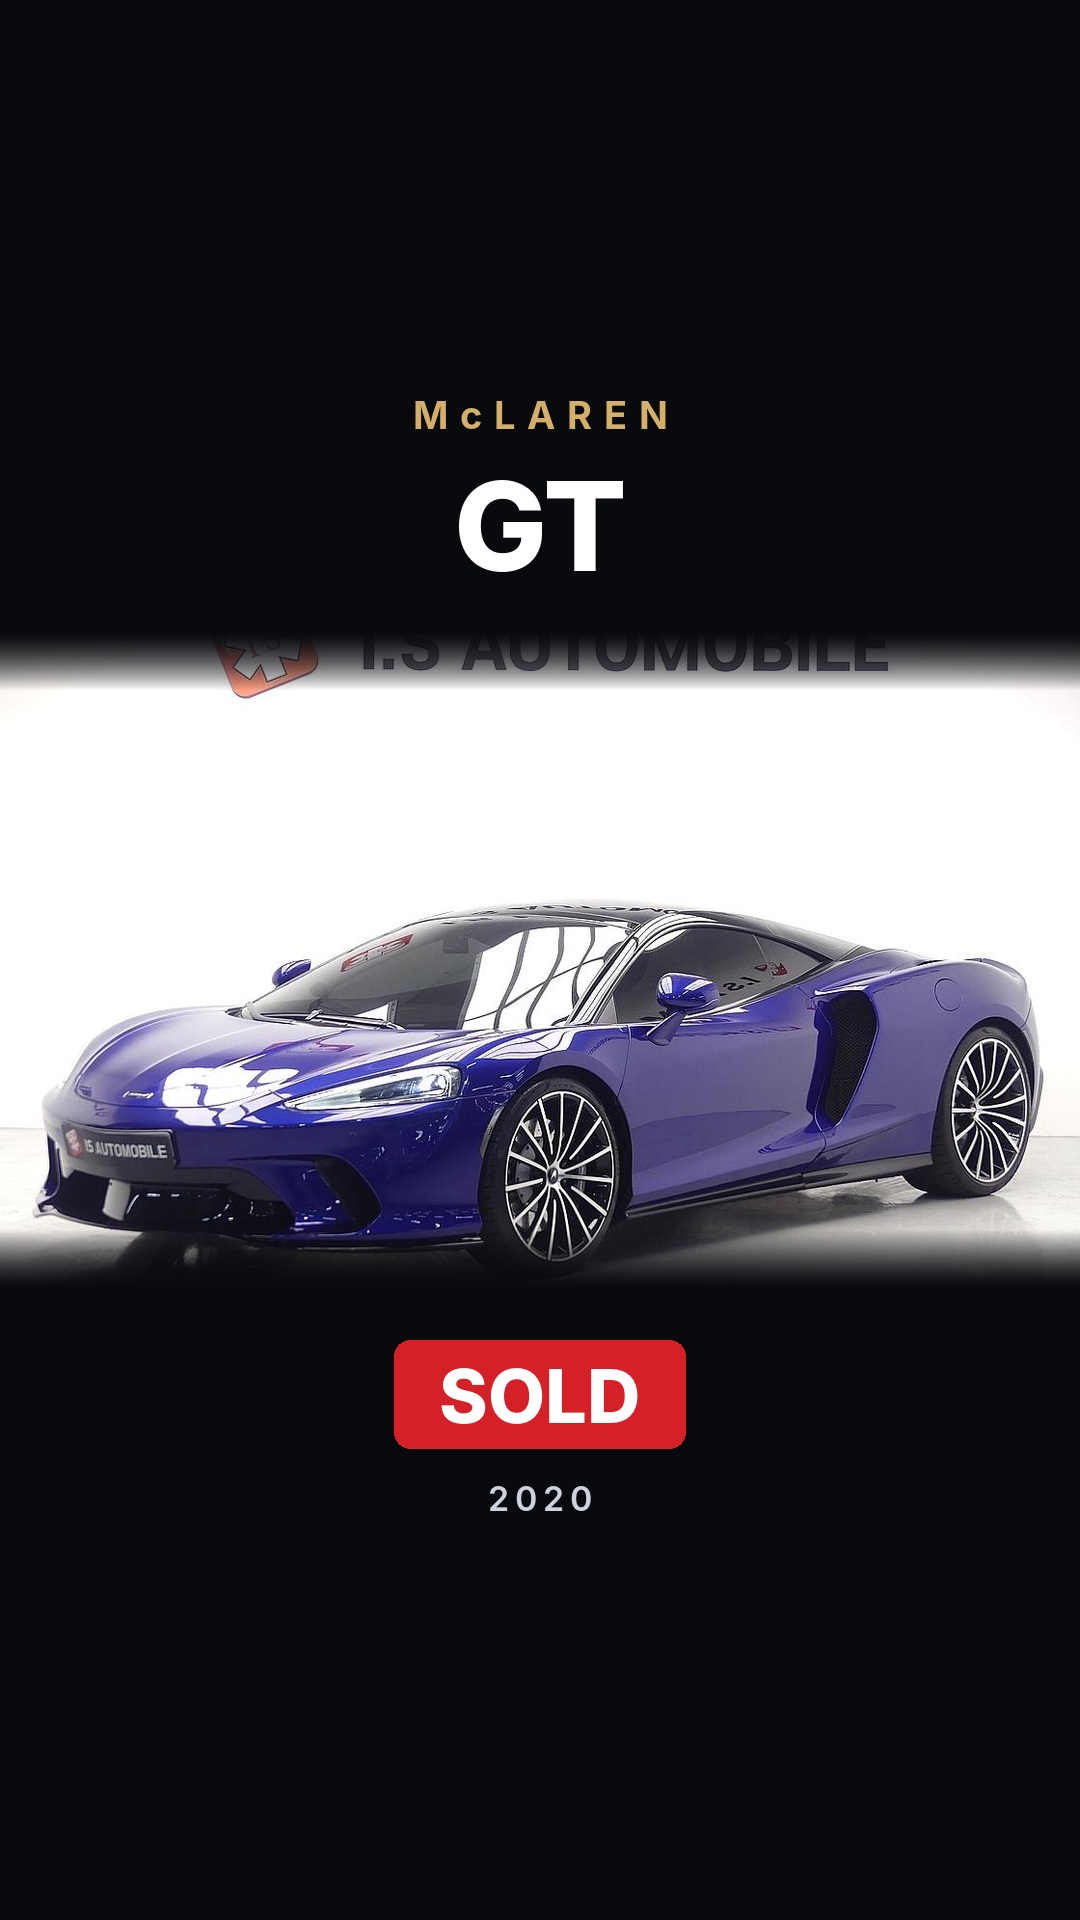 McLAREN
GT
I.S AUTOMOBILE
IS AUTOMOBILE
SOLD
2020